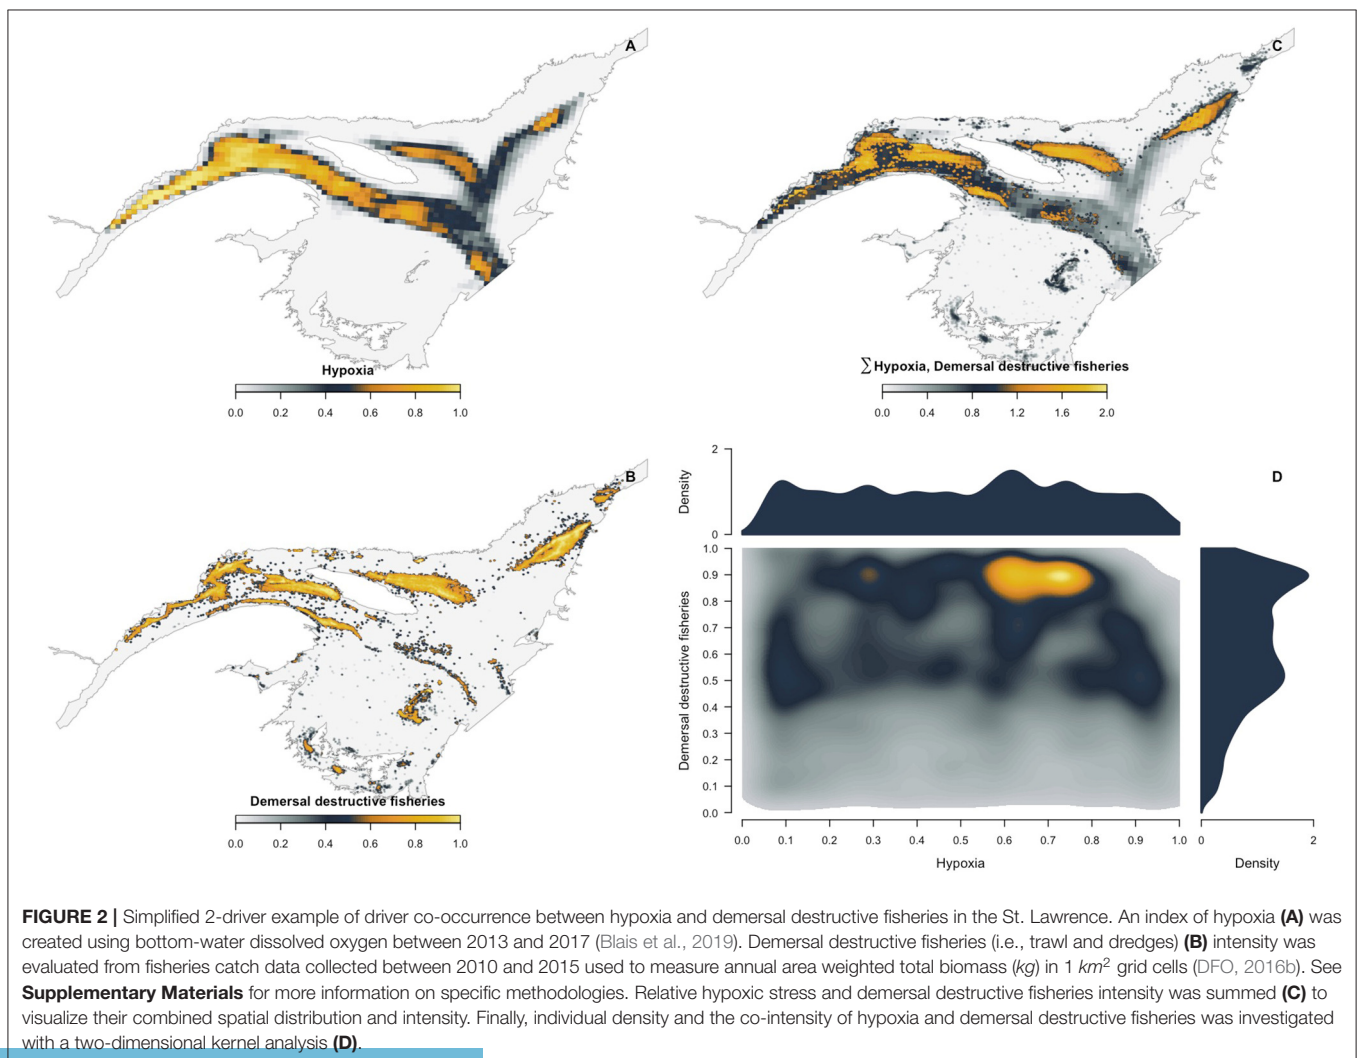 A
Hypoxia
0.0 0.2 0.4 0.6 0.8 1.0
C
∑ Hypoxia, Demersal destructive fisheries
0.0 0.4 0.8 1.2 1.6 2.0
B
Demersal destructive fisheries
0.0 0.2 0.4 0.6 0.8 1.0
D
2
Density
0
1.0
0.9
0.8
0.7
0.6
0.5
0.4
0.3
0.2
0.1
0.0
Demersal destructive fisheries
0.0 0.1 0.2 0.3 0.4 0.5 0.6 0.7 0.8 0.9 1.0
Hypoxia
0 2
Density
FIGURE 2 | Simplified 2-driver example of driver co-occurrence between hypoxia and demersal destructive fisheries in the St. Lawrence. An index of hypoxia (A) was
created using bottom-water dissolved oxygen between 2013 and 2017 (Blais et al., 2019). Demersal destructive fisheries (i.e., trawl and dredges) (B) intensity was
evaluated from fisheries catch data collected between 2010 and 2015 used to measure annual area weighted total biomass (kg) in 1 km² grid cells (DFO, 2016b). See
Supplementary Materials for more information on specific methodologies. Relative hypoxic stress and demersal destructive fisheries intensity was summed (C) to
visualize their combined spatial distribution and intensity. Finally, individual density and the co-intensity of hypoxia and demersal destructive fisheries was investigated
with a two-dimensional kernel analysis (D).